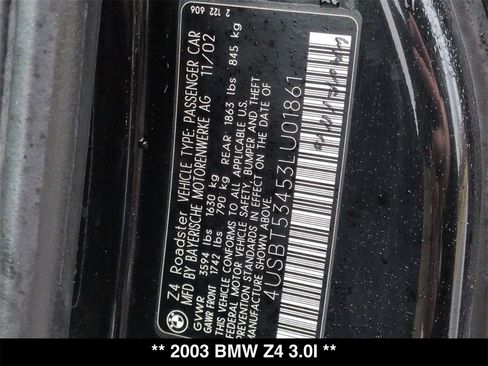 Z4 Roadster VEHICLE TYPE: PASSENGER CAR
MFD BY BAYERISCHE MOTORENWERKE AG 11/02
GVWR 3594 lbs 1630 kg
GAWR FRONT 1742 lbs 790 kg REAR 1863 lbs 845 kg
THIS VEHICLE CONFORMS TO ALL APPLICABLE U.S.
FEDERAL MOTOR VEHICLE SAFETY, BUMPER, AND THEFT
PREVENTION STANDARDS IN EFFECT ON THE DATE OF
MANUFACTURE SHOWN ABOVE.
4USBT53453LU01861
2 122 606
** 2003 BMW Z4 3.0I **